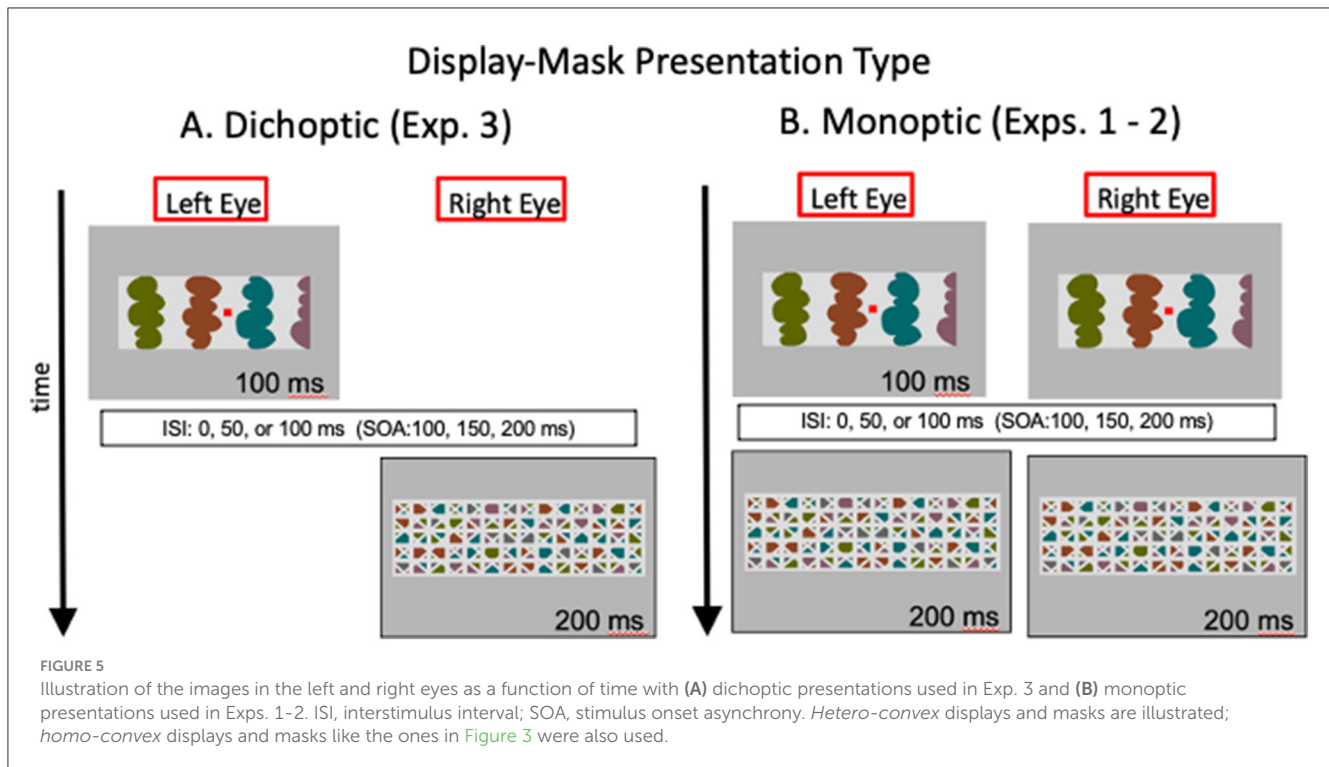 Display-Mask Presentation Type
A. Dichoptic (Exp. 3)
B. Monoptic (Exps. 1 - 2)
Left Eye
Right Eye
Left Eye
Right Eye
time
100 ms
100 ms
ISI: 0, 50, or 100 ms (SOA:100, 150, 200 ms)
ISI: 0, 50, or 100 ms (SOA:100, 150, 200 ms)
200 ms
200 ms
200 ms
FIGURE 5
Illustration of the images in the left and right eyes as a function of time with (A) dichoptic presentations used in Exp. 3 and (B) monoptic
presentations used in Exps. 1-2. ISI, interstimulus interval; SOA, stimulus onset asynchrony. Hetero-convex displays and masks are illustrated;
homo-convex displays and masks like the ones in Figure 3 were also used.